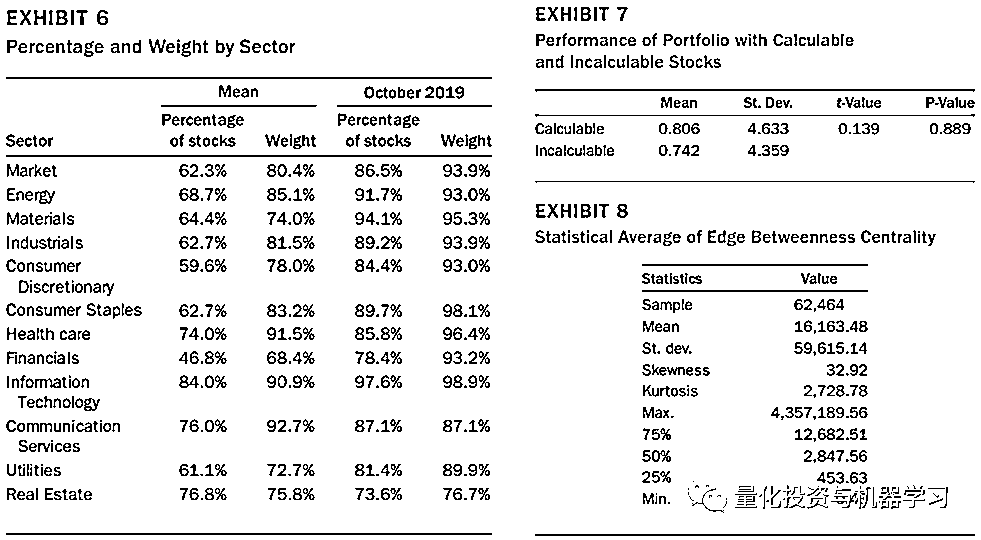 EXHIBIT 6
Percentage and Weight by Sector
Mean October 2019
Percentage Percentage
Sector of stocks Weight of stocks Weight
Market 62.3% 80.4% 86.5% 93.9%
Energy 68.7% 85.1% 91.7% 93.0%
Materials 64.4% 74.0% 94.1% 95.3%
Industrials 62.7% 81.5% 89.2% 93.9%
Consumer 59.6% 78.0% 84.4% 93.0%
Discretionary
Consumer Staples 62.7% 83.2% 89.7% 98.1%
Health care 74.0% 91.5% 85.8% 96.4%
Financials 46.8% 68.4% 78.4% 93.2%
Information 84.0% 90.9% 97.6% 98.9%
Technology
Communication 76.0% 92.7% 87.1% 87.1%
Services
Utilities 61.1% 72.7% 81.4% 89.9%
Real Estate 76.8% 75.8% 73.6% 76.7%
EXHIBIT 7
Performance of Portfolio with Calculable
and Incalculable Stocks
Mean St. Dev. t-Value P-Value
Calculable 0.806 4.633 0.139 0.889
Incalculable 0.742 4.359
EXHIBIT 8
Statistical Average of Edge Betweenness Centrality
Statistics Value
Sample 62,464
Mean 16,163.48
St. dev. 59,615.14
Skewness 32.92
Kurtosis 2,728.78
Max. 4,357,189.56
75% 12,682.51
50% 2,847.56
25% 453.63
Min.
量化投资与机器学习